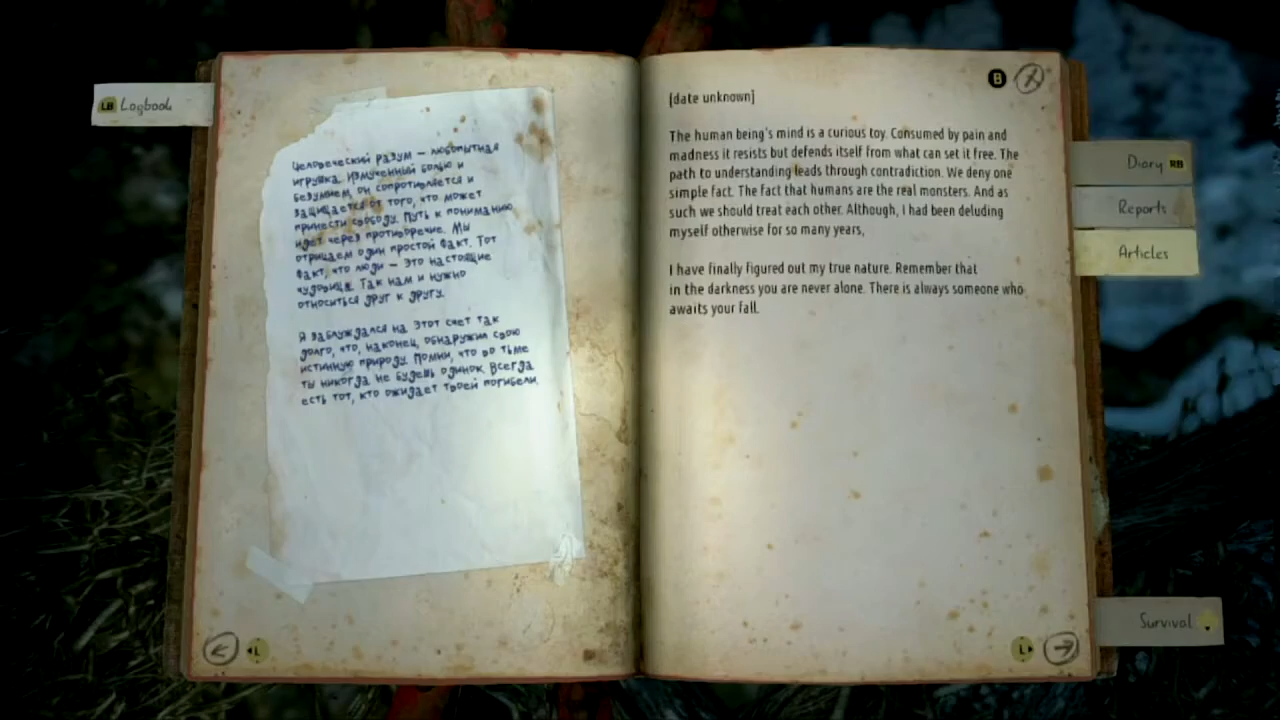 LB Logbook
Человеческий разум — любопытная
игрушка. Измученный болью и
безумием, он сопротивляется и
защищается от того, что может
принести свободу. Путь к пониманию
идет через противоречие. Мы
отрицаем один простой факт. Тот
факт, что люди — это настоящие
чудовища. Так нам и нужно
относиться друг к другу.
Я заблуждался на этот счет так
долго, что, наконец, обнаружил свою
истинную природу. Помни, что во тьме
ты никогда не будешь одинок. Всегда
есть тот, кто ожидает твоей погибели.
L
B
[date unknown]
The human being's mind is a curious toy. Consumed by pain and
madness it resists but defends itself from what can set it free. The
path to understanding leads through contradiction. We deny one
simple fact. The fact that humans are the real monsters. And as
such we should treat each other. Although, I had been deluding
myself otherwise for so many years,
I have finally figured out my true nature. Remember that
in the darkness you are never alone. There is always someone who
awaits your fall.
L
Diary RB
Reports
Articles
Survival